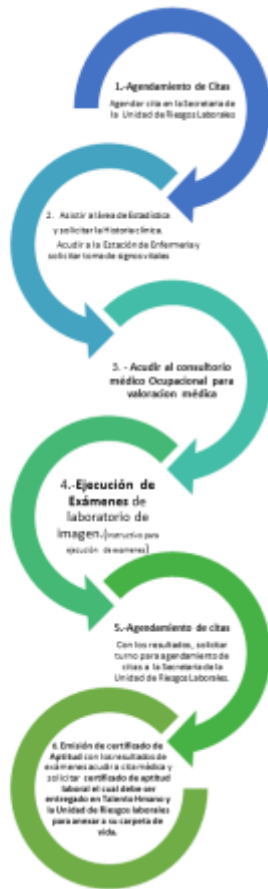 1.-Agendamiento de Citas
Agendar cita en la Secretaria de
la Unidad de Riesgos Laborales
2. Asistir a lárea de Estadística
y solicitar la Historia clínica.
Acudir a la Estación de Enfermería y
solicitar toma de signos vitales
3. - Acudir al consultorio
médico Ocupacional para
valoracion médica
4.-Ejecución de
Exámenes de
laboratorio de
imagen.(instructivo para
ejecución de examenes)
5.-Agendamiento de citas
Con los resultados, solicitar
turno para agendamiento de
citas a la Secretaria de la
Unidad de Riesgos Laborales.
6. Emisión de certificado de
Aptitud con los resultados de
exámenes acudir a cita médica y
solicitar certificado de aptitud
laboral el cual debe ser
entregado en Talento Hmano y
la Unidad de Riesgos laborales
para anexar a su carpeta de
vida.